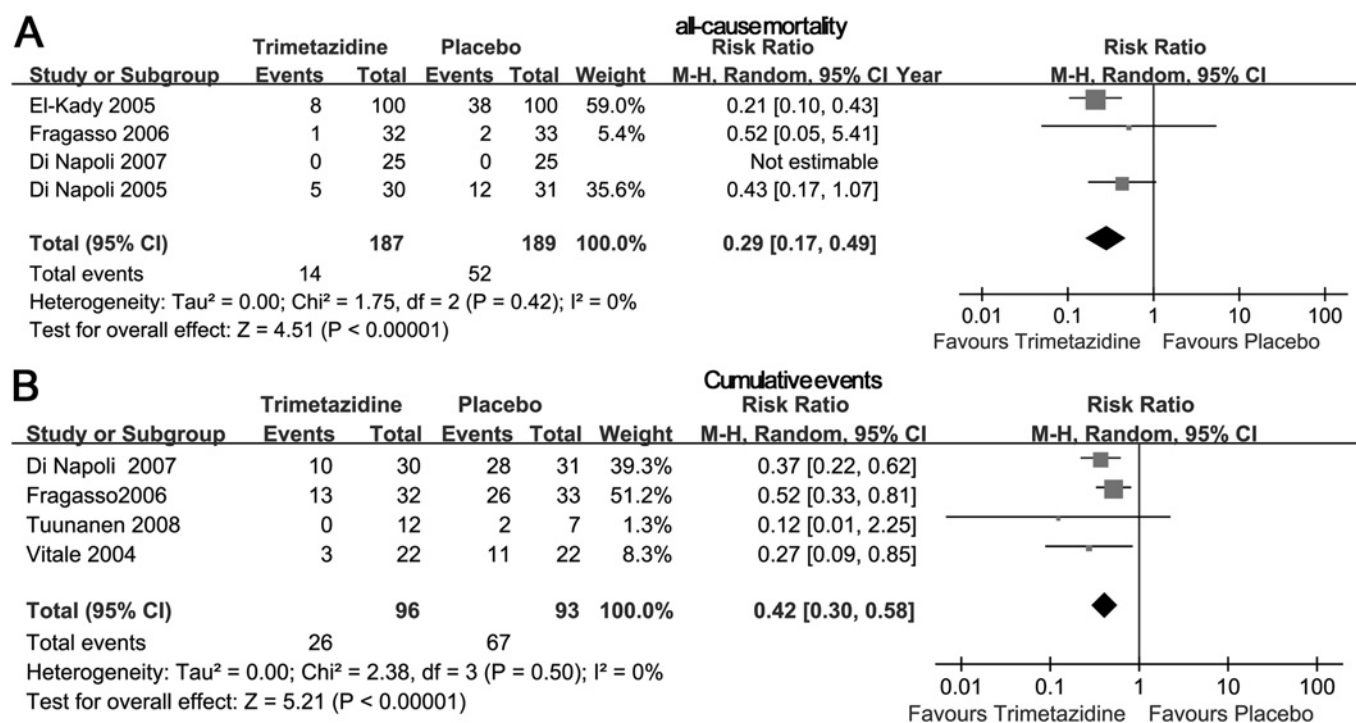 A
all-cause mortality
Trimetazidine Placebo Risk Ratio Risk Ratio
Study or Subgroup Events Total Events Total Weight M-H, Random, 95% CI Year M-H, Random, 95% CI
El-Kady 2005 8 100 38 100 59.0% 0.21 [0.10, 0.43]
Fragasso 2006 1 32 2 33 5.4% 0.52 [0.05, 5.41]
Di Napoli 2007 0 25 0 25 Not estimable
Di Napoli 2005 5 30 12 31 35.6% 0.43 [0.17, 1.07]
Total (95% CI) 187 189 100.0% 0.29 [0.17, 0.49]
Total events 14 52
Heterogeneity: Tau² = 0.00; Chi² = 1.75, df = 2 (P = 0.42); I² = 0%
Test for overall effect: Z = 4.51 (P < 0.00001)
0.01 0.1 1 10 100
Favours Trimetazidine Favours Placebo
B
Cumulative events
Trimetazidine Placebo Risk Ratio Risk Ratio
Study or Subgroup Events Total Events Total Weight M-H, Random, 95% CI M-H, Random, 95% CI
Di Napoli 2007 10 30 28 31 39.3% 0.37 [0.22, 0.62]
Fragasso2006 13 32 26 33 51.2% 0.52 [0.33, 0.81]
Tuunanen 2008 0 12 2 7 1.3% 0.12 [0.01, 2.25]
Vitale 2004 3 22 11 22 8.3% 0.27 [0.09, 0.85]
Total (95% CI) 96 93 100.0% 0.42 [0.30, 0.58]
Total events 26 67
Heterogeneity: Tau² = 0.00; Chi² = 2.38, df = 3 (P = 0.50); I² = 0%
Test for overall effect: Z = 5.21 (P < 0.00001)
0.01 0.1 1 10 100
Favours Trimetazidine Favours Placebo